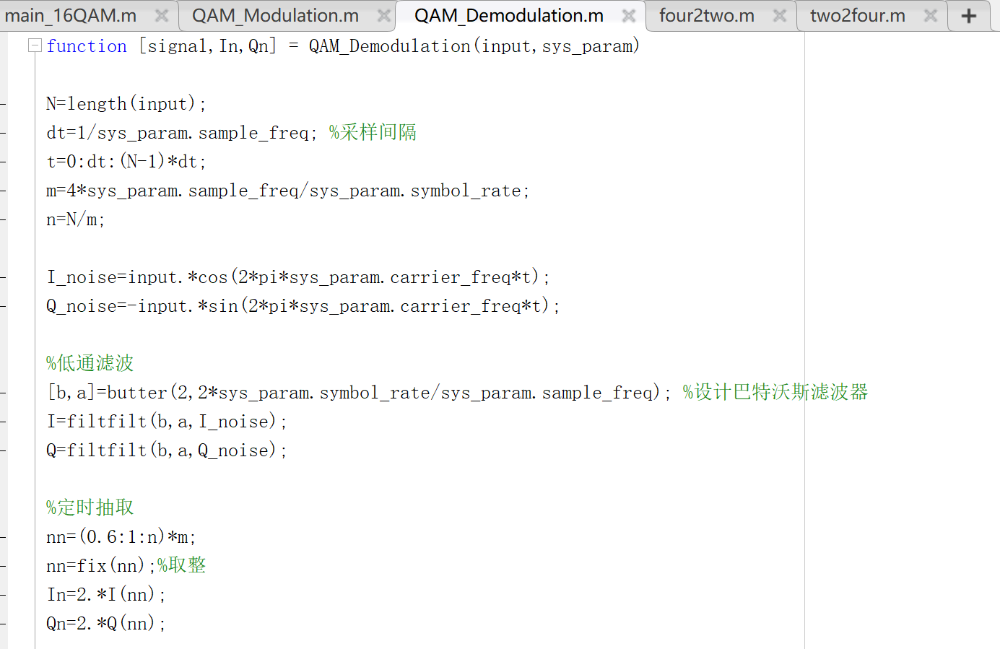 main_16QAM.m QAM_Modulation.m QAM_Demodulation.m four2two.m two2four.m
function [signal,In,Qn] = QAM_Demodulation(input,sys_param)
N=length(input);
dt=1/sys_param.sample_freq; %采样间隔
t=0:dt:(N-1)*dt;
m=4*sys_param.sample_freq/sys_param.symbol_rate;
n=N/m;
I_noise=input.*cos(2*pi*sys_param.carrier_freq*t);
Q_noise=-input.*sin(2*pi*sys_param.carrier_freq*t);
%低通滤波
[b,a]=butter(2,2*sys_param.symbol_rate/sys_param.sample_freq); %设计巴特沃斯滤波器
I=filtfilt(b,a,I_noise);
Q=filtfilt(b,a,Q_noise);
%定时抽取
nn=(0.6:1:n)*m;
nn=fix(nn);%取整
In=2.*I(nn);
Qn=2.*Q(nn);